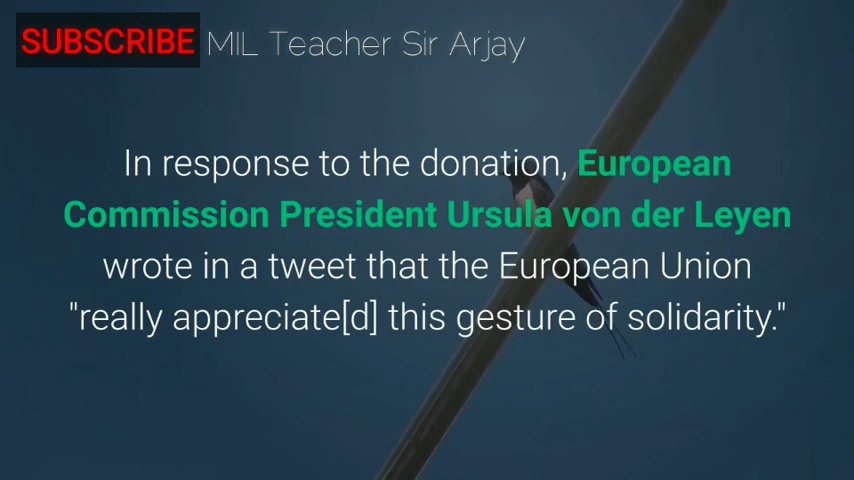 SUBSCRIBE MIL Teacher Sir Arjay
In response to the donation, European
Commission President Ursula von der Leyen
wrote in a tweet that the European Union
"really appreciate[d] this gesture of solidarity."